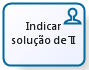 Indicar
solução de TI